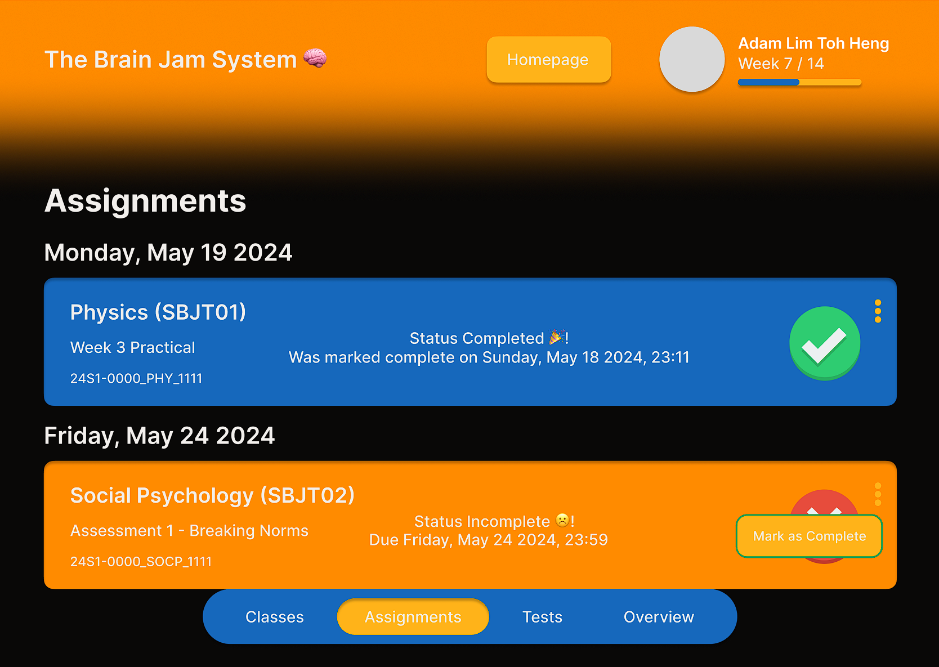 The Brain Jam System 🧠
Homepage
Adam Lim Toh Heng
Week 7 / 14
Assignments
Monday, May 19 2024
Physics (SBJT01)
Week 3 Practical
24S1-0000_PHY_1111
Status Completed 🎉!
Was marked complete on Sunday, May 18 2024, 23:11
Friday, May 24 2024
Social Psychology (SBJT02)
Assessment 1 - Breaking Norms
24S1-0000_SOCP_1111
Status Incomplete ☹️!
Due Friday, May 24 2024, 23:59
Mark as Complete
Classes
Assignments
Tests
Overview